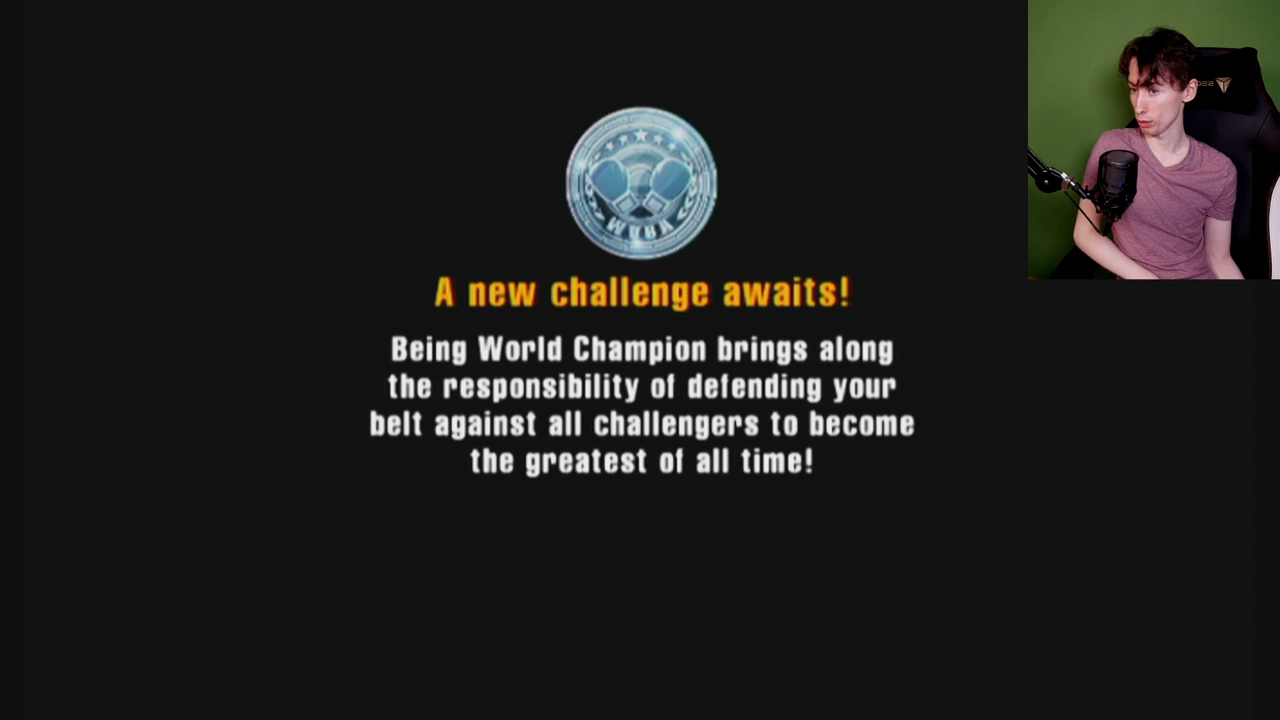 WVBA
A new challenge awaits!
Being World Champion brings along
the responsibility of defending your
belt against all challengers to become
the greatest of all time!